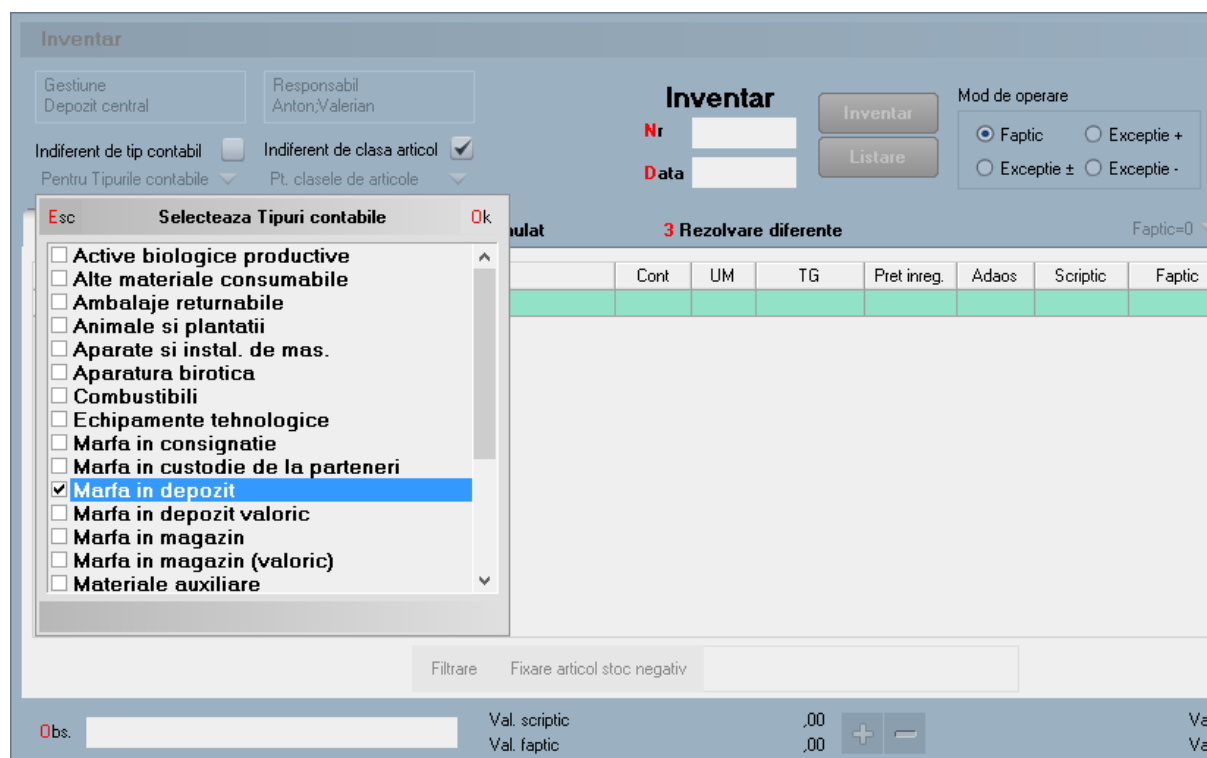 Inventar
Gestiune
Depozit central
Responsabil
Anton;Valerian
Indiferent de tip contabil
Indiferent de clasa articol
Pentru Tipurile contabile
Pt. clasele de articole
Inventar
Nr
Data
Inventar
Listare
Mod de operare
Faptic
Exceptie +
Exceptie ±
Exceptie -
Esc Selecteaza Tipuri contabile Ok
Active biologice productive
Alte materiale consumabile
Ambalaje returnabile
Animale si plantatii
Aparate si instal. de mas.
Aparatura birotica
Combustibili
Echipamente tehnologice
Marfa in consignatie
Marfa in custodie de la parteneri
Marfa in depozit
Marfa in depozit valoric
Marfa in magazin
Marfa in magazin (valoric)
Materiale auxiliare
mulat
3 Rezolvare diferente
Faptic=0
Cont UM TG Pret inreg. Adaos Scriptic Faptic
Filtrare Fixare articol stoc negativ
Obs.
Val. scriptic ,00
Val. faptic ,00
Va
Va